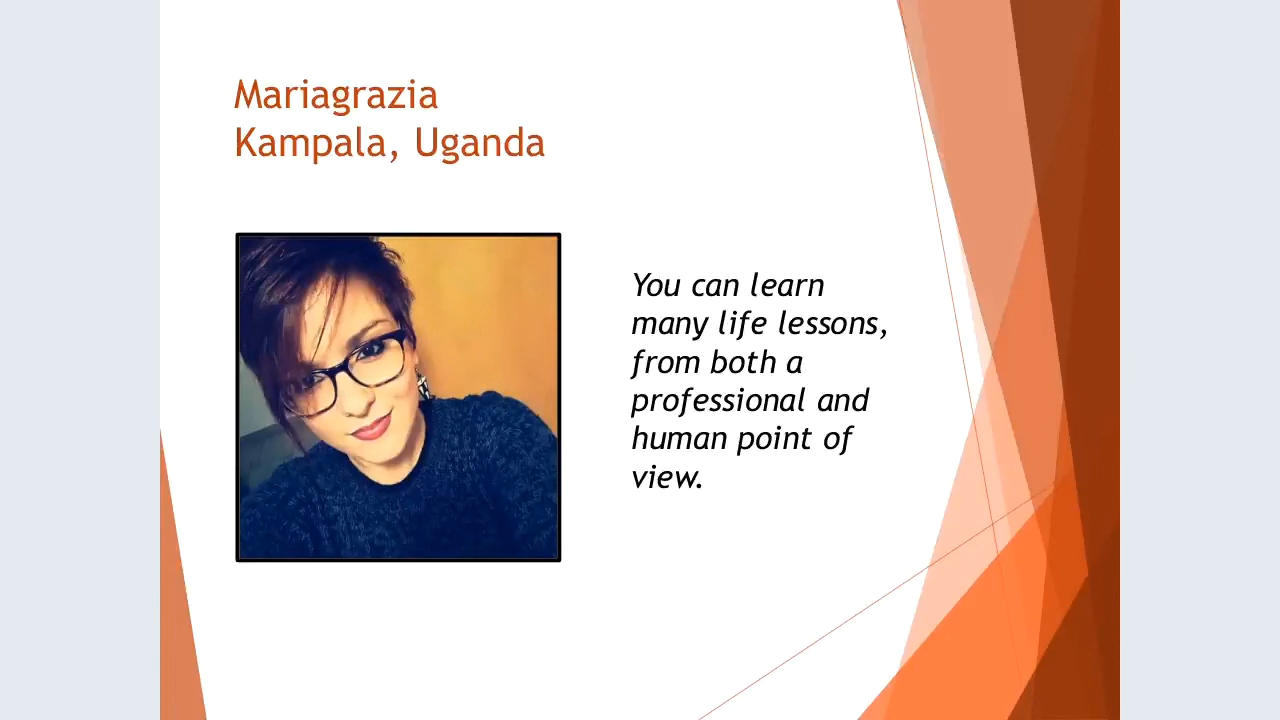 Mariagrazia
Kampala, Uganda
You can learn
many life lessons,
from both a
professional and
human point of
view.